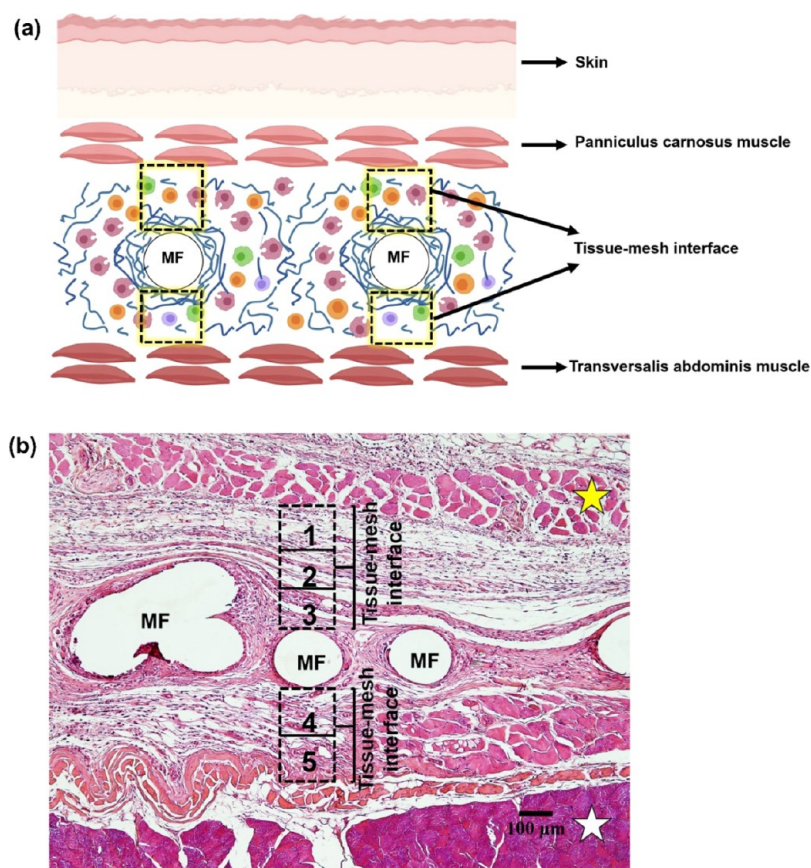 (a)
Skin
Panniculus carnosus muscle
MF
MF
Tissue-mesh interface
Transversalis abdominis muscle
(b)
1
2
3
Tissue-mesh
interface
MF
MF
MF
4
5
Tissue-mesh
interface
100 µm